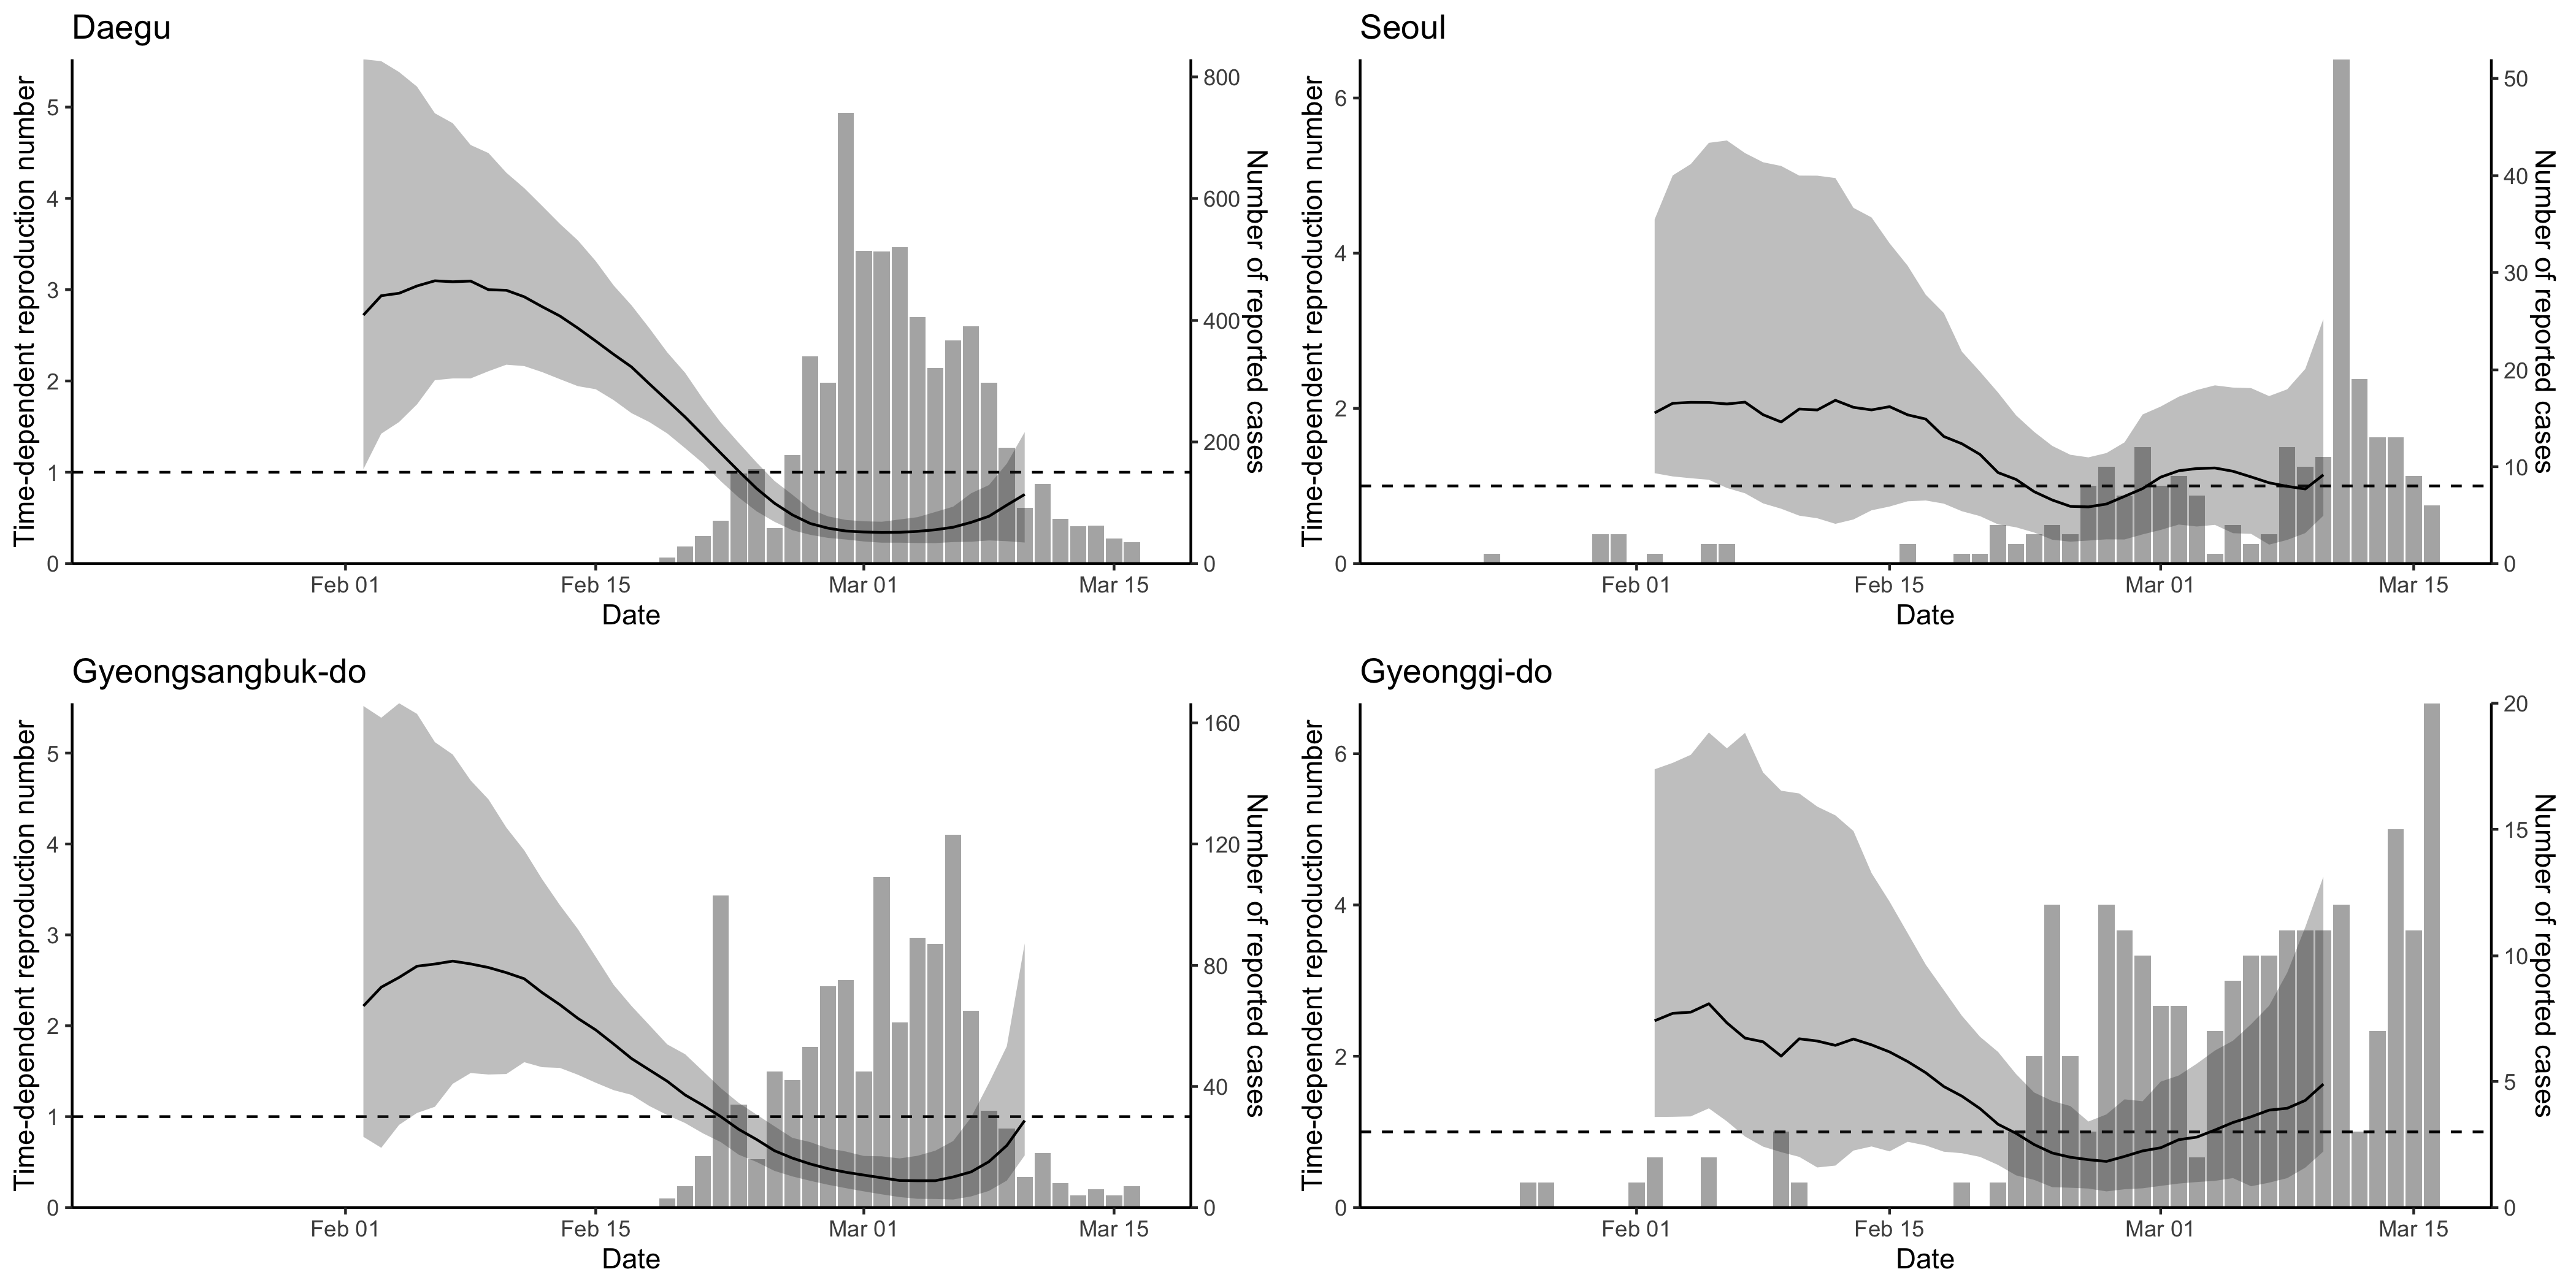 Daegu
Time-dependent reproduction number
5
4
3
2
1
0
800
600
400
200
0
Number of reported cases
Feb 01 Feb 15 Mar 01 Mar 15
Date
Seoul
Time-dependent reproduction number
6
4
2
0
50
40
30
20
10
0
Number of reported cases
Feb 01 Feb 15 Mar 01 Mar 15
Date
Gyeongsangbuk-do
Time-dependent reproduction number
5
4
3
2
1
0
160
120
80
40
0
Number of reported cases
Feb 01 Feb 15 Mar 01 Mar 15
Date
Gyeonggi-do
Time-dependent reproduction number
6
4
2
0
20
15
10
5
0
Number of reported cases
Feb 01 Feb 15 Mar 01 Mar 15
Date